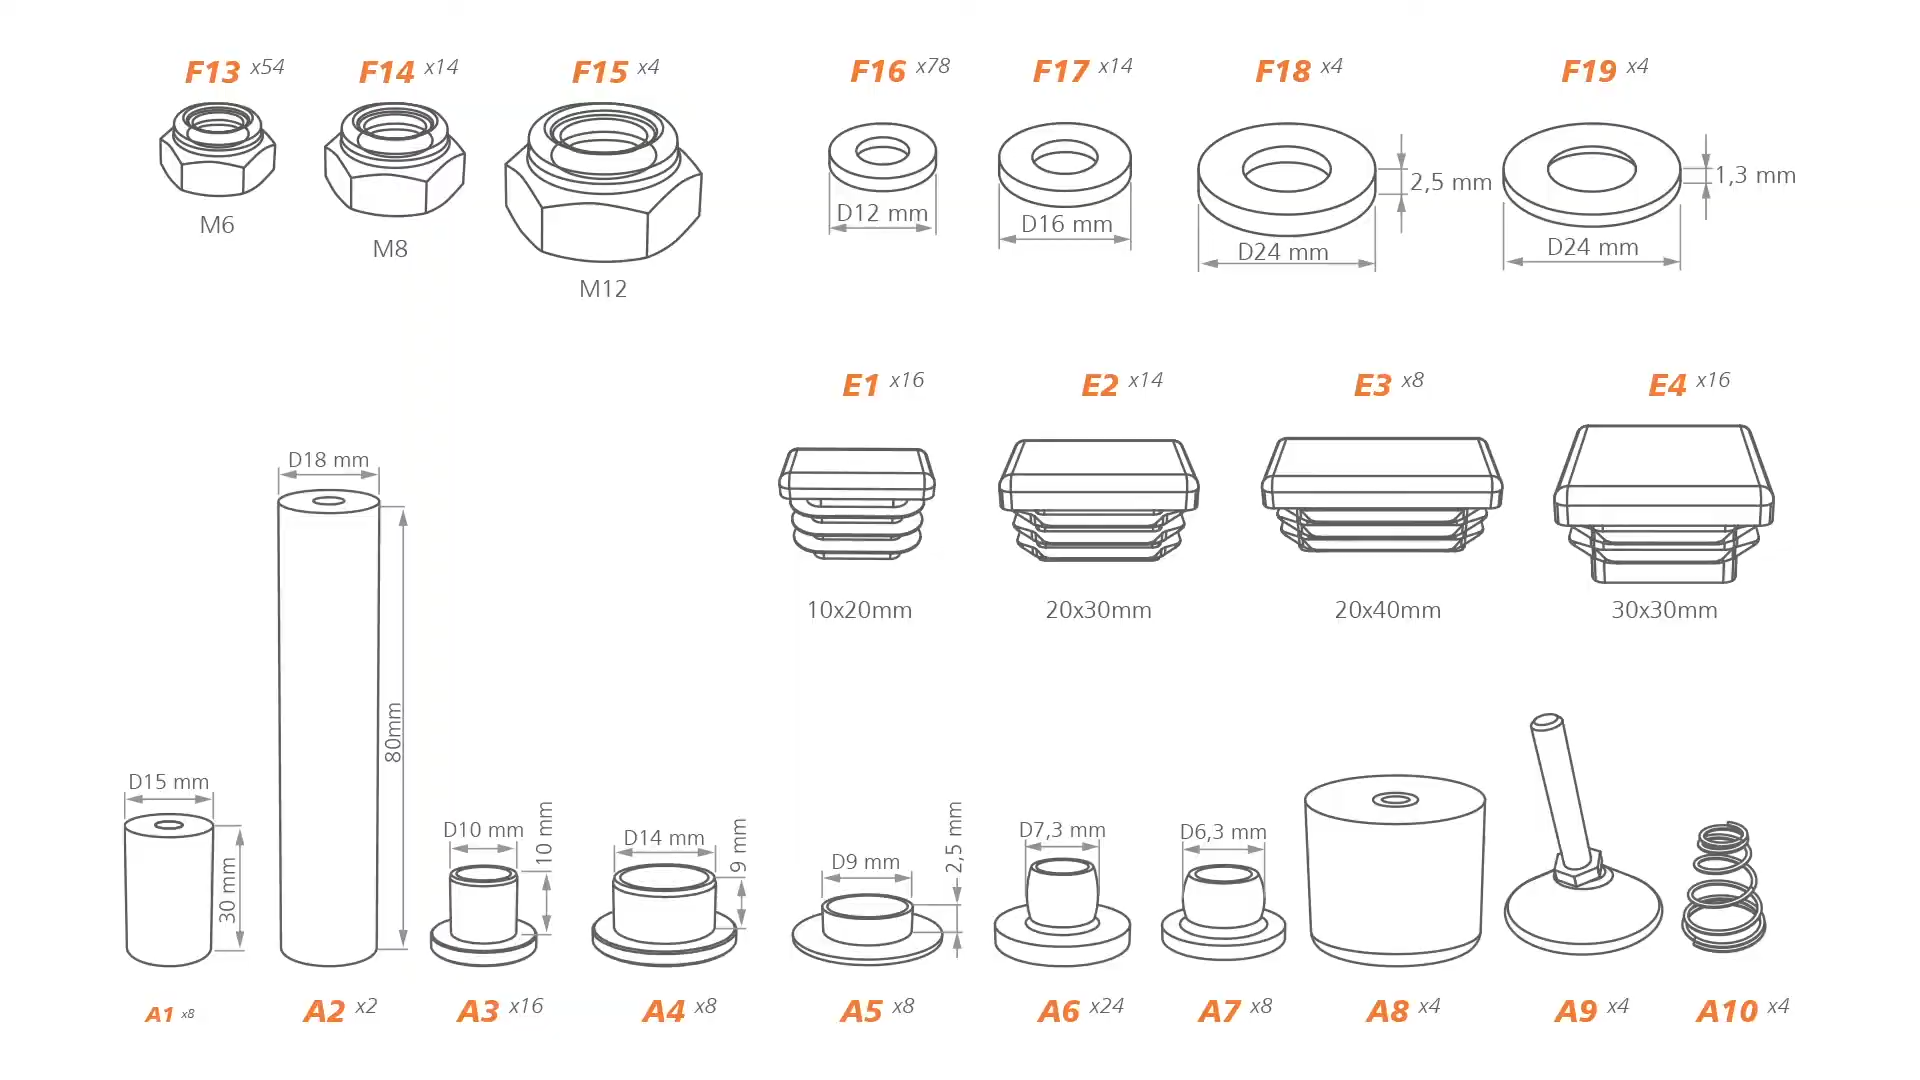 F13 x54
F14 x14
F15 x4
F16 x78
F17 x14
F18 x4
F19 x4
M6
M8
M12
D12 mm
D16 mm
D24 mm
2,5 mm
D24 mm
1,3 mm
E1 x16
E2 x14
E3 x8
E4 x16
10x20mm
20x30mm
20x40mm
30x30mm
D15 mm
30 mm
D18 mm
80mm
D10 mm
10 mm
D14 mm
9 mm
D9 mm
2,5 mm
D7,3 mm
D6,3 mm
A1 x8
A2 x2
A3 x16
A4 x8
A5 x8
A6 x24
A7 x8
A8 x4
A9 x4
A10 x4